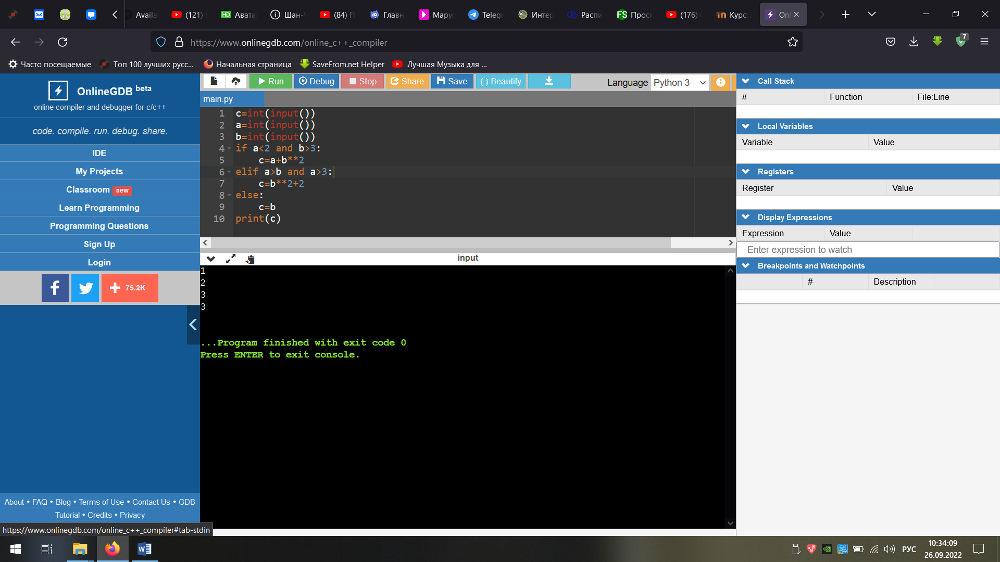 Availa
(121)
HD Авата
Шан-
(84) F
Главн
Мару
Telegr
Интер
Распи
FS Просм
(176)
Курс:
Onl
https://www.onlinegdb.com/online_c++_compiler
7
Часто посещаемые
Топ 100 лучших русс...
Начальная страница
SaveFrom.net Helper
Лучшая Музыка для ...
OnlineGDB beta
online compiler and debugger for c/c++
code. compile. run. debug. share.
IDE
My Projects
Classroom new
Learn Programming
Programming Questions
Sign Up
Login
75.2K
About • FAQ • Blog • Terms of Use • Contact Us • GDB
Tutorial • Credits • Privacy
https://www.onlinegdb.com/online_c++_compiler#tab-stdin
Run
Debug
Stop
Share
Save
{ } Beautify
Language Python 3
main.py
1 c=int(input())
2 a=int(input())
3 b=int(input())
4 if a<2 and b>3:
5 c=a+b**2
6 elif a>b and a>3:
7 c=b**2+2
8 else:
9 c=b
10 print(c)
input
1
2
3
3
...Program finished with exit code 0
Press ENTER to exit console.
Call Stack
# Function File:Line
Local Variables
Variable Value
Registers
Register Value
Display Expressions
Expression Value
Enter expression to watch
Breakpoints and Watchpoints
# Description
РУС
10:34:09
26.09.2022